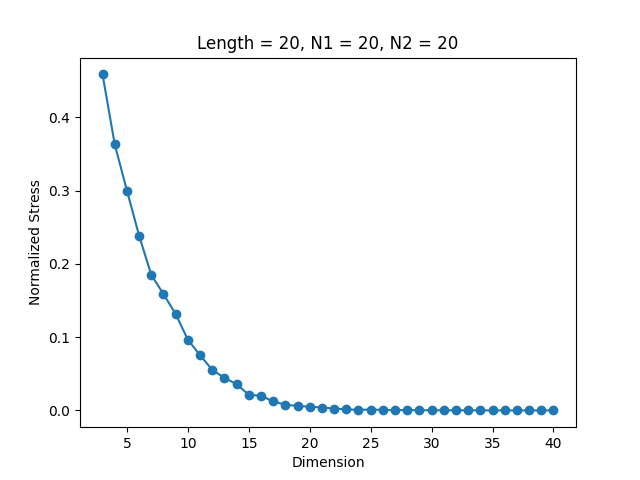 Length = 20, N1 = 20, N2 = 20
Normalized Stress
0.4
0.3
0.2
0.1
0.0
5 10 15 20 25 30 35 40
Dimension